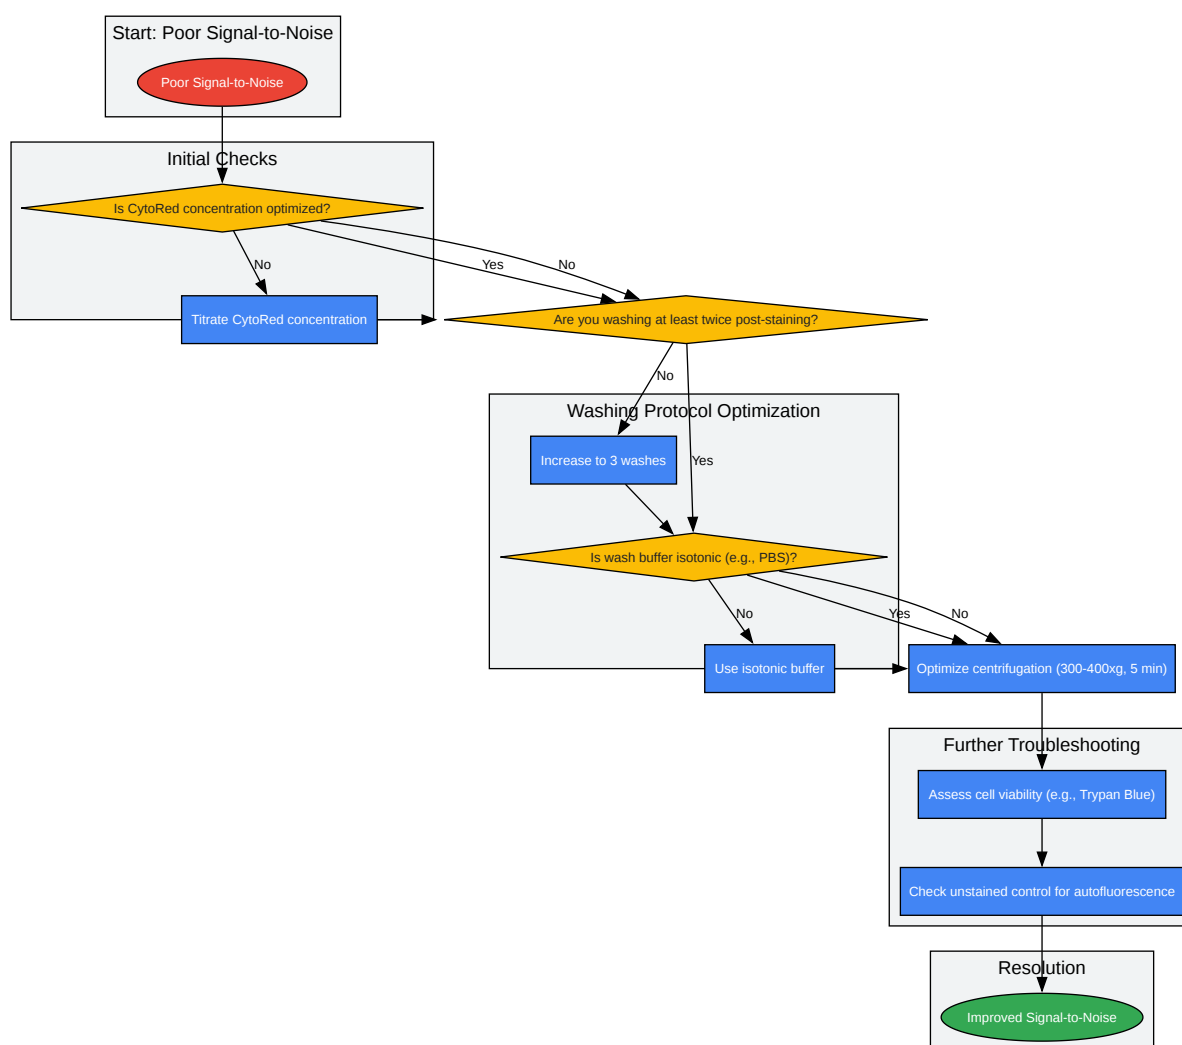 Start: Poor Signal-to-Noise
Poor Signal-to-Noise
Initial Checks
Is CytoRed concentration optimized?
No
Yes
No
Titrate CytoRed concentration
Are you washing at least twice post-staining?
No
Washing Protocol Optimization
Increase to 3 washes
Yes
Is wash buffer isotonic (e.g., PBS)?
No
Yes
No
Use isotonic buffer
Optimize centrifugation (300-400xg, 5 min)
Further Troubleshooting
Assess cell viability (e.g., Trypan Blue)
Check unstained control for autofluorescence
Resolution
Improved Signal-to-Noise